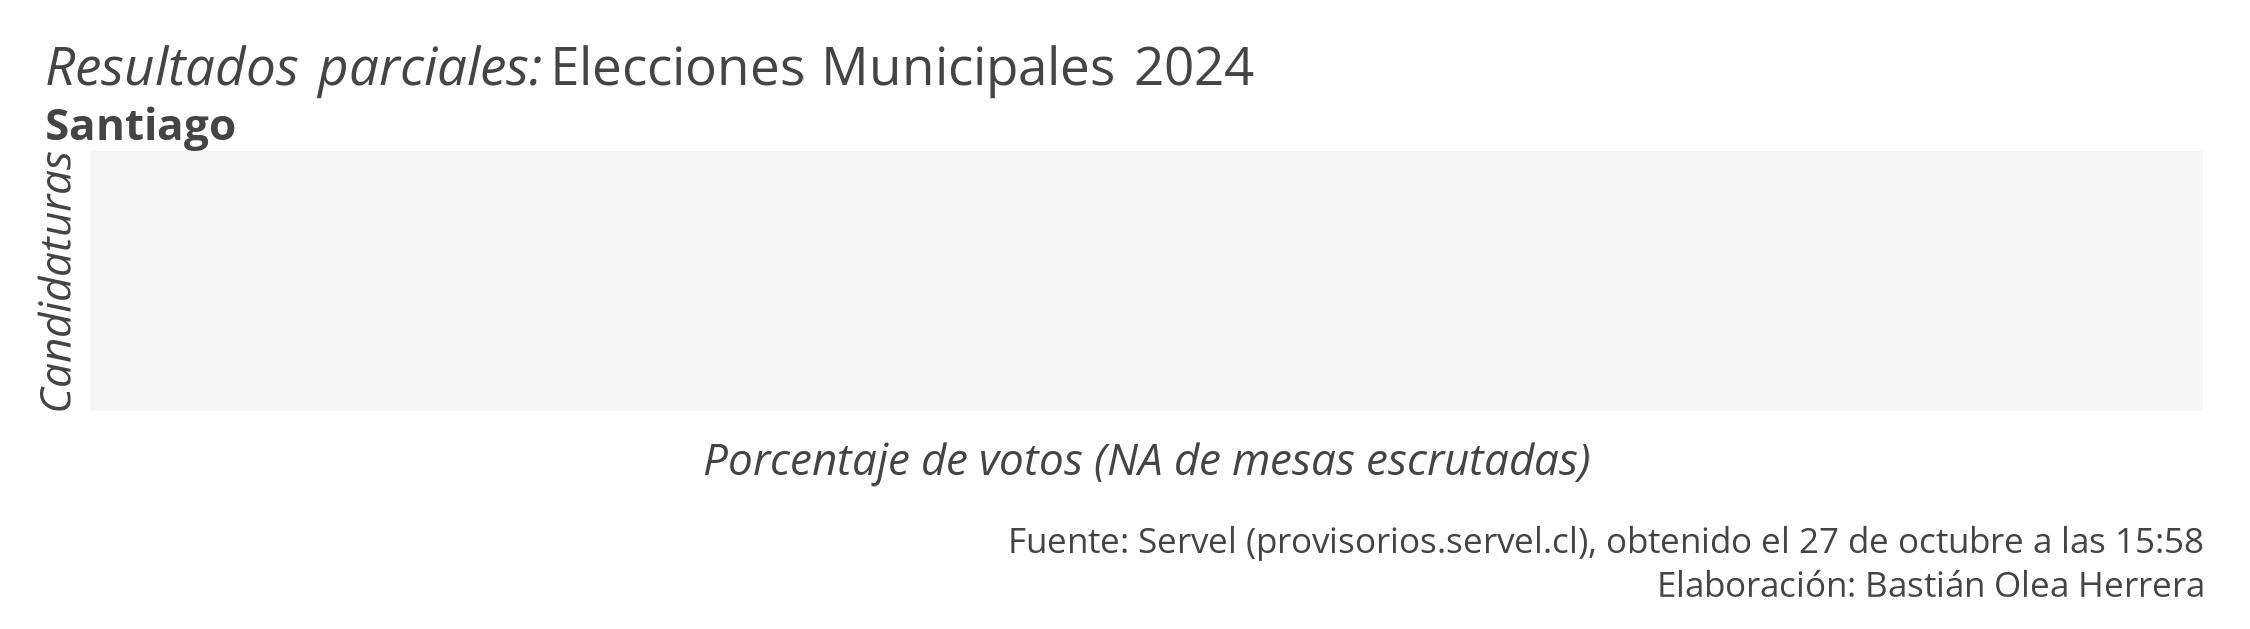 Resultados parciales: Elecciones Municipales 2024
Santiago
Candidaturas
Porcentaje de votos (NA de mesas escrutadas)
Fuente: Servel (provisorios.servel.cl), obtenido el 27 de octubre a las 15:58
Elaboración: Bastián Olea Herrera